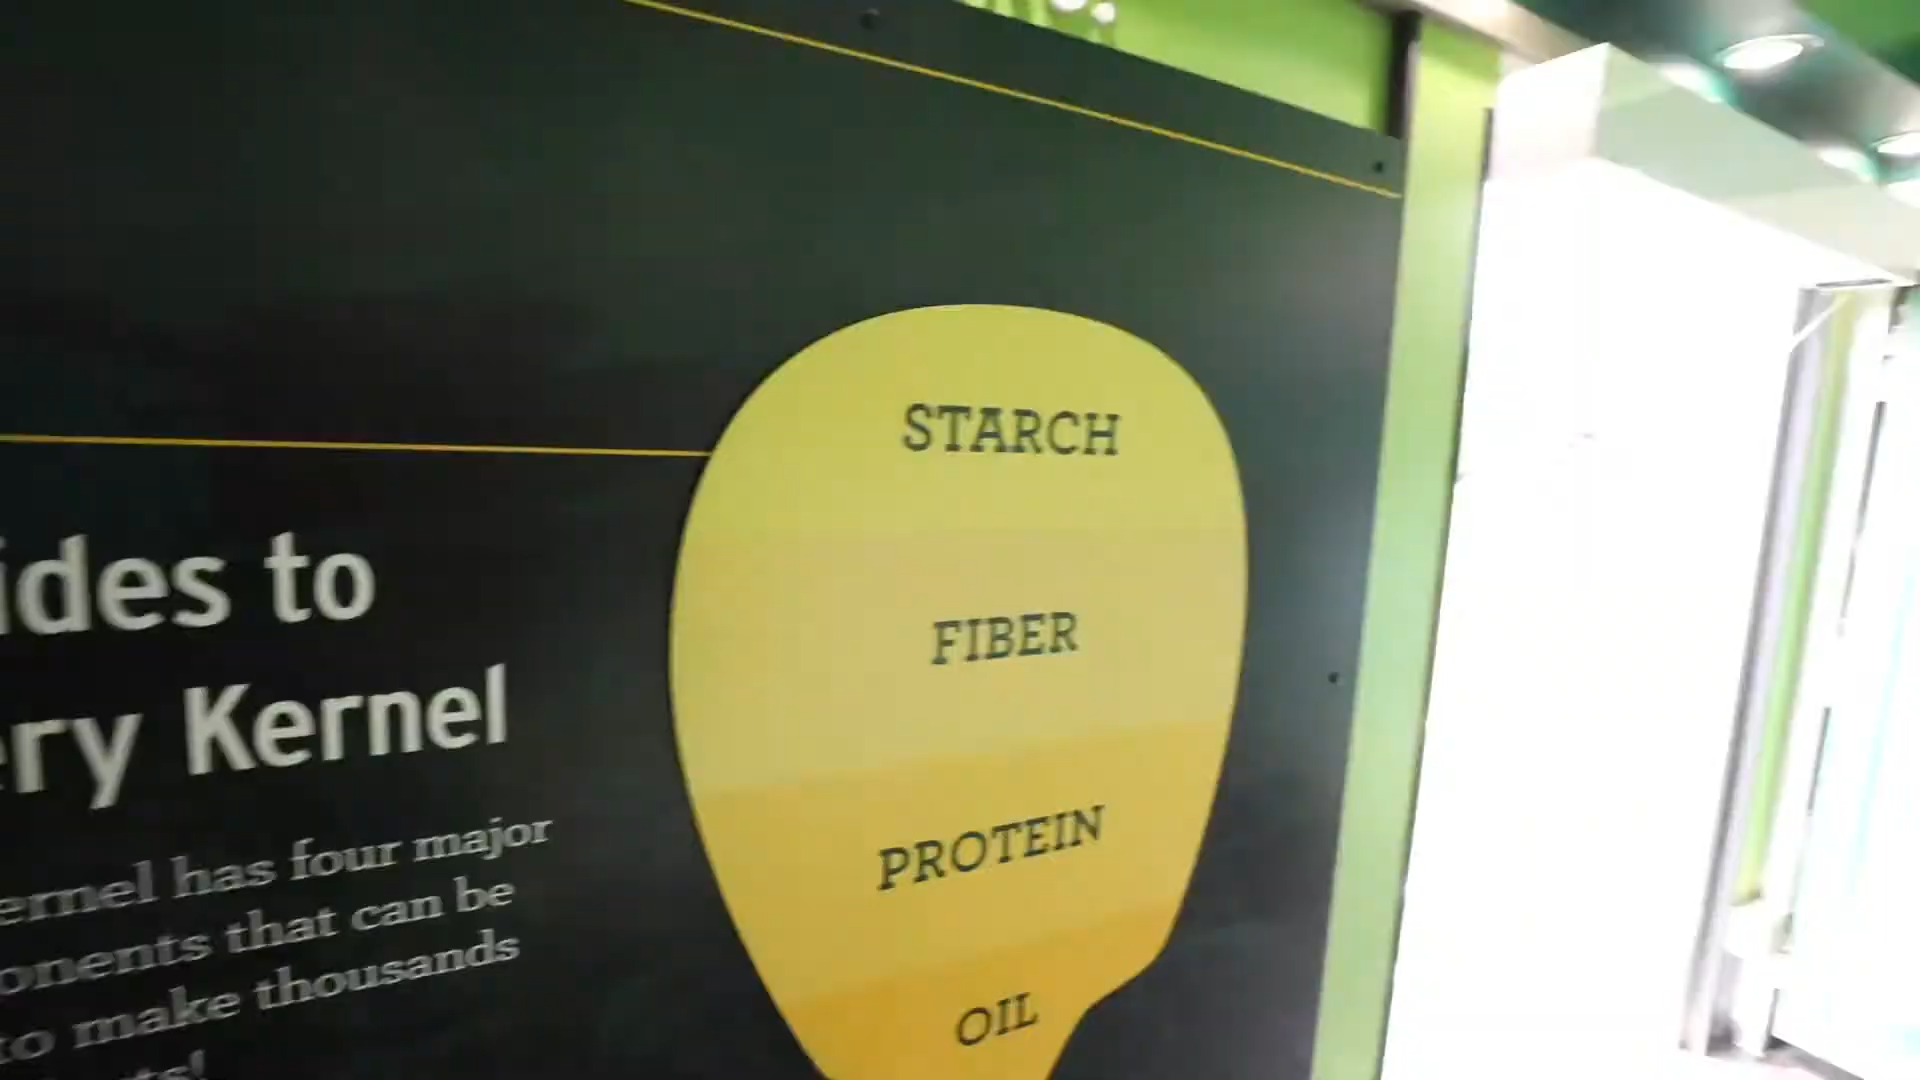 ides to
ery Kernel
ernel has four major
onents that can be
to make thousands
ts!
STARCH
FIBER
PROTEIN
OIL